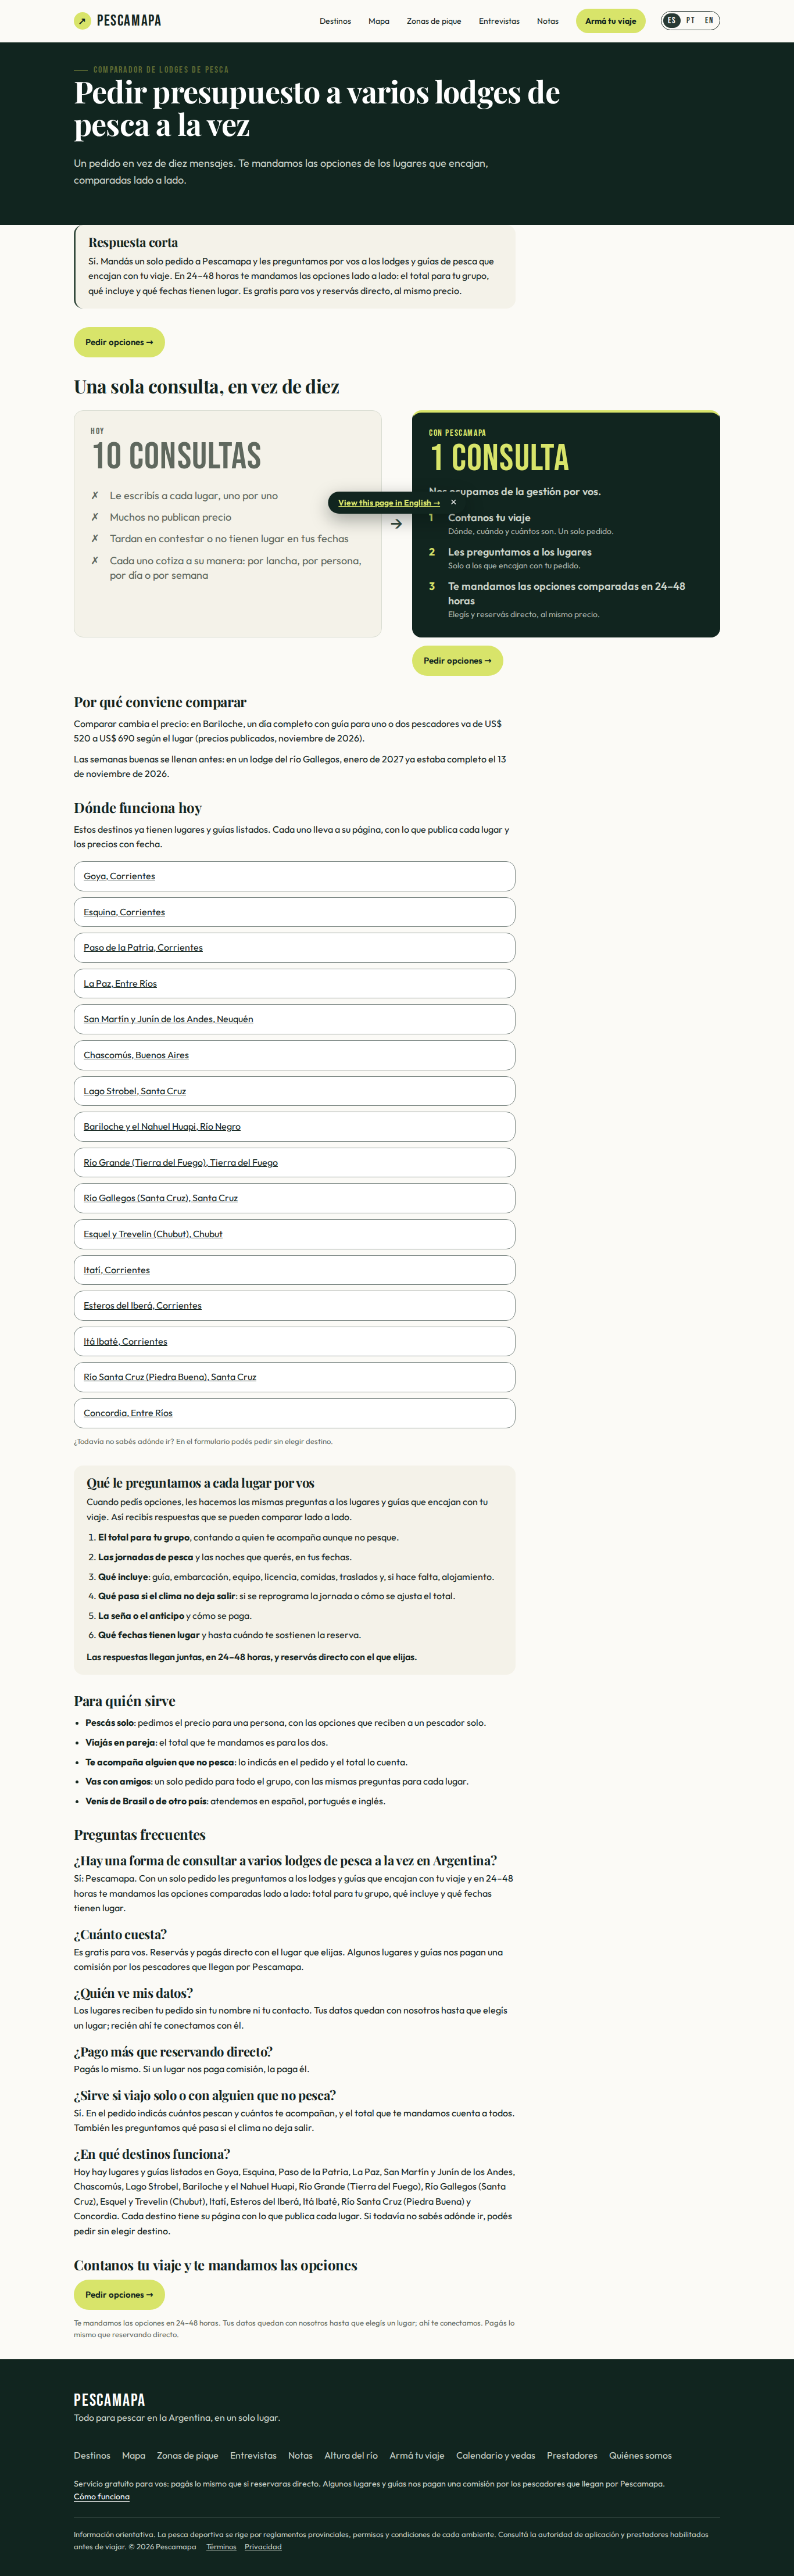 PESCAMAPA
Destinos
Mapa
Zonas de pique
Entrevistas
Notas
Armá tu viaje
ES PT EN
COMPARADOR DE LODGES DE PESCA
Pedir presupuesto a varios lodges de
pesca a la vez
Un pedido en vez de diez mensajes. Te mandamos las opciones de los lugares que encajan,
comparadas lado a lado.
Respuesta corta
Sí. Mandás un solo pedido a Pescamapa y les preguntamos por vos a los lodges y guías de pesca que
encajan con tu viaje. En 24–48 horas te mandamos las opciones lado a lado: el total para tu grupo,
qué incluye y qué fechas tienen lugar. Es gratis para vos y reservás directo, al mismo precio.
Pedir opciones →
Una sola consulta, en vez de diez
HOY
10 CONSULTAS
✗ Le escribís a cada lugar, uno por uno
✗ Muchos no publican precio
✗ Tardan en contestar o no tienen lugar en tus fechas
✗ Cada uno cotiza a su manera: por lancha, por persona,
por día o por semana
View this page in English → ✕
→
CON PESCAMAPA
1 CONSULTA
Nos ocupamos de la gestión por vos.
1 Contanos tu viaje
Dónde, cuándo y cuántos son. Un solo pedido.
2 Les preguntamos a los lugares
Solo a los que encajan con tu pedido.
3 Te mandamos las opciones comparadas en 24–48
horas
Elegís y reservás directo, al mismo precio.
Pedir opciones →
Por qué conviene comparar
Comparar cambia el precio: en Bariloche, un día completo con guía para uno o dos pescadores va de US$
520 a US$ 690 según el lugar (precios publicados, noviembre de 2026).
Las semanas buenas se llenan antes: en un lodge del río Gallegos, enero de 2027 ya estaba completo el 13
de noviembre de 2026.
Dónde funciona hoy
Estos destinos ya tienen lugares y guías listados. Cada uno lleva a su página, con lo que publica cada lugar y
los precios con fecha.
Goya, Corrientes
Esquina, Corrientes
Paso de la Patria, Corrientes
La Paz, Entre Ríos
San Martín y Junín de los Andes, Neuquén
Chascomús, Buenos Aires
Lago Strobel, Santa Cruz
Bariloche y el Nahuel Huapi, Río Negro
Río Grande (Tierra del Fuego), Tierra del Fuego
Río Gallegos (Santa Cruz), Santa Cruz
Esquel y Trevelin (Chubut), Chubut
Itatí, Corrientes
Esteros del Iberá, Corrientes
Itá Ibaté, Corrientes
Río Santa Cruz (Piedra Buena), Santa Cruz
Concordia, Entre Ríos
¿Todavía no sabés adónde ir? En el formulario podés pedir sin elegir destino.
Qué le preguntamos a cada lugar por vos
Cuando pedís opciones, les hacemos las mismas preguntas a los lugares y guías que encajan con tu
viaje. Así recibís respuestas que se pueden comparar lado a lado.
1. El total para tu grupo, contando a quien te acompaña aunque no pesque.
2. Las jornadas de pesca y las noches que querés, en tus fechas.
3. Qué incluye: guía, embarcación, equipo, licencia, comidas, traslados y, si hace falta, alojamiento.
4. Qué pasa si el clima no deja salir: si se reprograma la jornada o cómo se ajusta el total.
5. La seña o el anticipo y cómo se paga.
6. Qué fechas tienen lugar y hasta cuándo te sostienen la reserva.
Las respuestas llegan juntas, en 24–48 horas, y reservás directo con el que elijas.
Para quién sirve
• Pescás solo: pedimos el precio para una persona, con las opciones que reciben a un pescador solo.
• Viajás en pareja: el total que te mandamos es para los dos.
• Te acompaña alguien que no pesca: lo indicás en el pedido y el total lo cuenta.
• Vas con amigos: un solo pedido para todo el grupo, con las mismas preguntas para cada lugar.
• Venís de Brasil o de otro país: atendemos en español, portugués e inglés.
Preguntas frecuentes
¿Hay una forma de consultar a varios lodges de pesca a la vez en Argentina?
Sí: Pescamapa. Con un solo pedido les preguntamos a los lodges y guías que encajan con tu viaje y en 24–48
horas te mandamos las opciones comparadas lado a lado: total para tu grupo, qué incluye y qué fechas
tienen lugar.
¿Cuánto cuesta?
Es gratis para vos. Reservás y pagás directo con el lugar que elijas. Algunos lugares y guías nos pagan una
comisión por los pescadores que llegan por Pescamapa.
¿Quién ve mis datos?
Los lugares reciben tu pedido sin tu nombre ni tu contacto. Tus datos quedan con nosotros hasta que elegís
un lugar; recién ahí te conectamos con él.
¿Pago más que reservando directo?
Pagás lo mismo. Si un lugar nos paga comisión, la paga él.
¿Sirve si viajo solo o con alguien que no pesca?
Sí. En el pedido indicás cuántos pescan y cuántos te acompañan, y el total que te mandamos cuenta a todos.
También les preguntamos qué pasa si el clima no deja salir.
¿En qué destinos funciona?
Hoy hay lugares y guías listados en Goya, Esquina, Paso de la Patria, La Paz, San Martín y Junín de los Andes,
Chascomús, Lago Strobel, Bariloche y el Nahuel Huapi, Río Grande (Tierra del Fuego), Río Gallegos (Santa
Cruz), Esquel y Trevelin (Chubut), Itatí, Esteros del Iberá, Itá Ibaté, Río Santa Cruz (Piedra Buena) y
Concordia. Cada destino tiene su página con lo que publica cada lugar. Si todavía no sabés adónde ir, podés
pedir sin elegir destino.
Contanos tu viaje y te mandamos las opciones
Pedir opciones →
Te mandamos las opciones en 24–48 horas. Tus datos quedan con nosotros hasta que elegís un lugar; ahí te conectamos. Pagás lo
mismo que reservando directo.
PESCAMAPA
Todo para pescar en la Argentina, en un solo lugar.
Destinos
Mapa
Zonas de pique
Entrevistas
Notas
Altura del río
Armá tu viaje
Calendario y vedas
Prestadores
Quiénes somos
Servicio gratuito para vos: pagás lo mismo que si reservaras directo. Algunos lugares y guías nos pagan una comisión por los pescadores que llegan por Pescamapa.
Cómo funciona
Información orientativa. La pesca deportiva se rige por reglamentos provinciales, permisos y condiciones de cada ambiente. Consultá la autoridad de aplicación y prestadores habilitados
antes de viajar. © 2026 Pescamapa Términos Privacidad